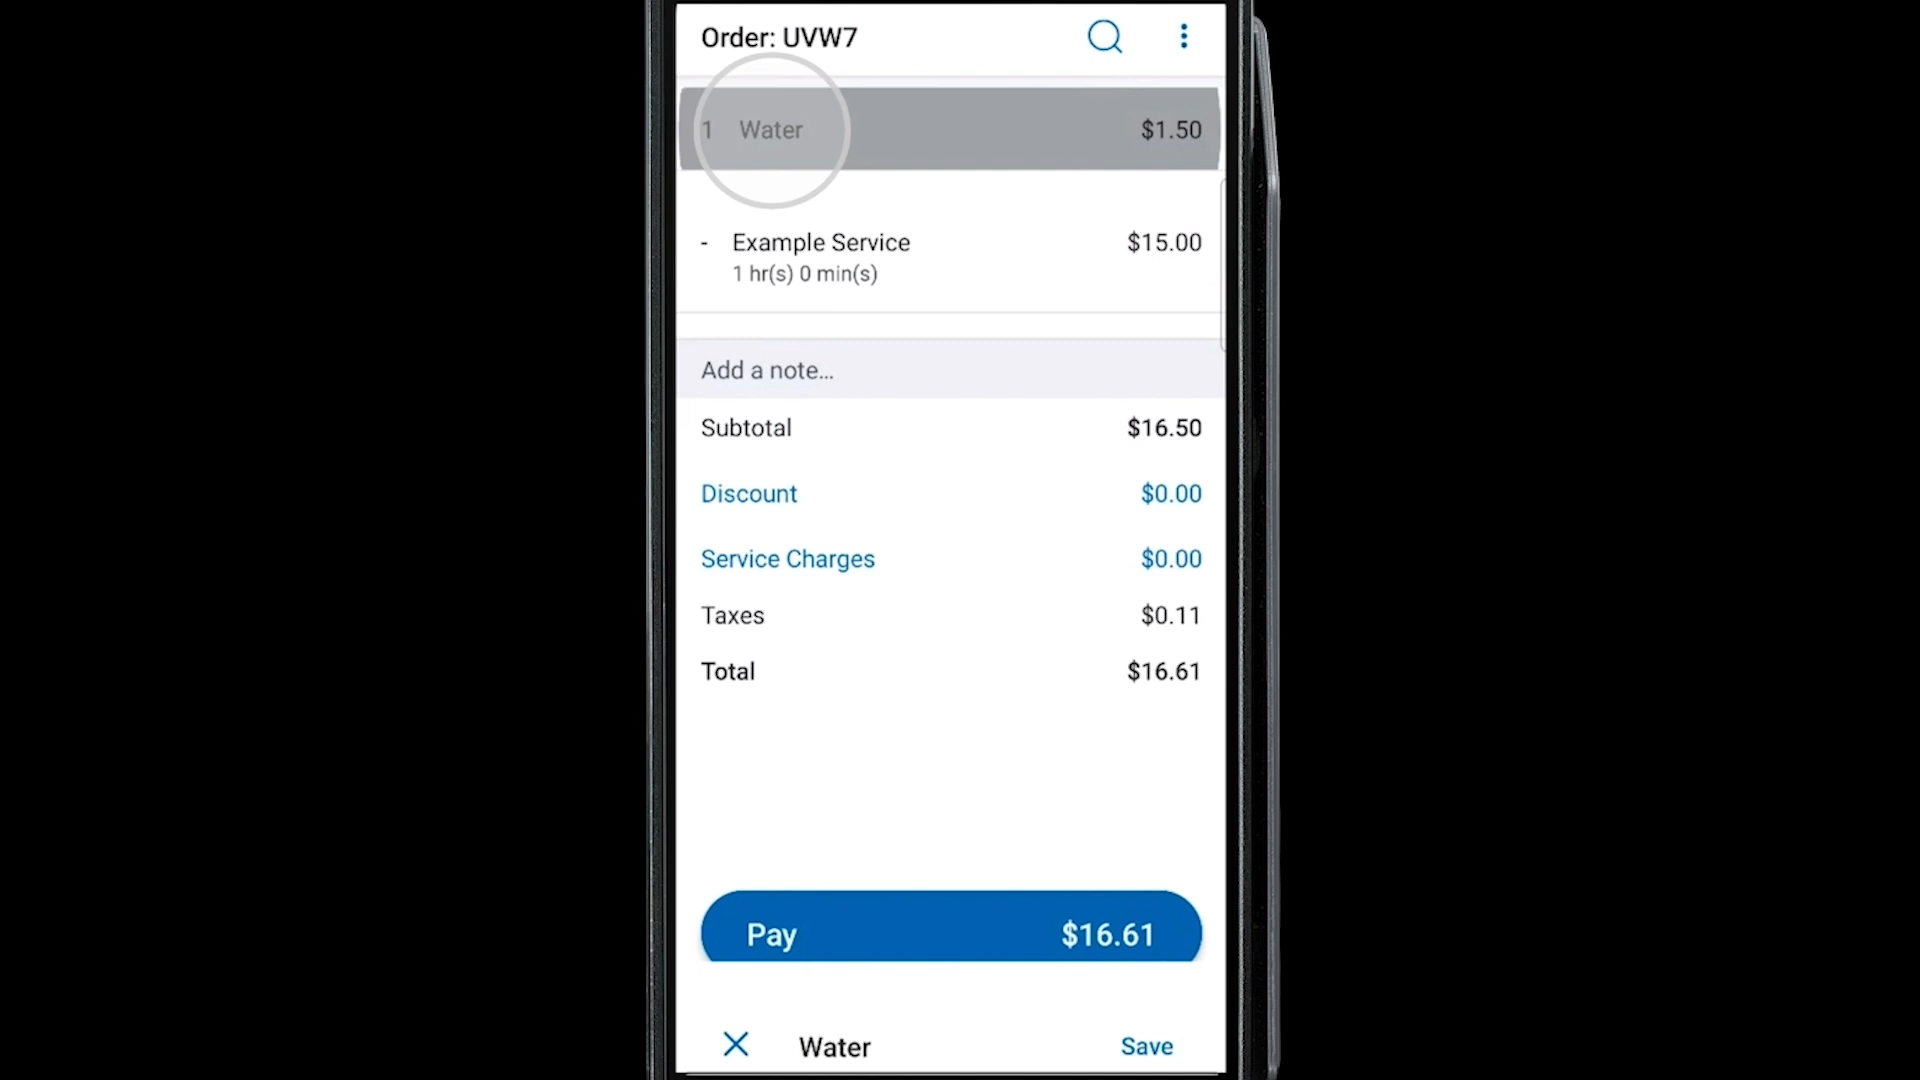 Order: UVW7
1 Water $1.50
- Example Service $15.00
1 hr(s) 0 min(s)
Add a note...
Subtotal $16.50
Discount $0.00
Service Charges $0.00
Taxes $0.11
Total $16.61
Pay $16.61
Water Save